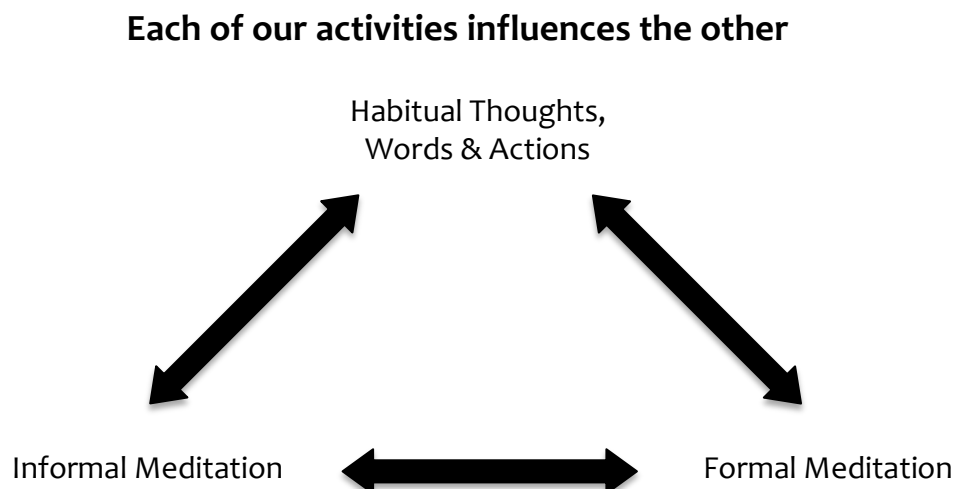 Each of our activities influences the other
Habitual Thoughts,
Words & Actions
Informal Meditation
Formal Meditation